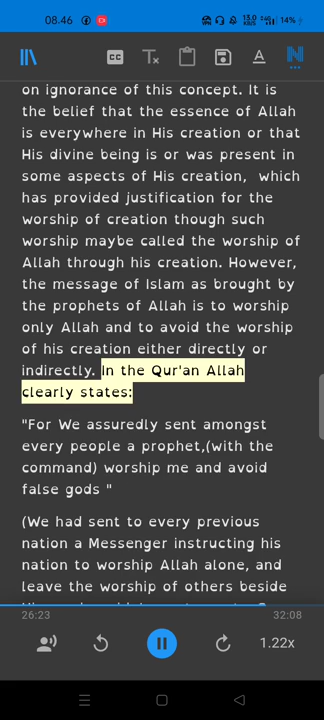 08.46
13.0
KB/s
14%
CC
A
N
on ignorance of this concept. It is
the belief that the essence of Allah
is everywhere in His creation or that
His divine being is or was present in
some aspects of His creation, which
has provided justification for the
worship of creation though such
worship maybe called the worship of
Allah through his creation. However,
the message of Islam as brought by
the prophets of Allah is to worship
only Allah and to avoid the worship
of his creation either directly or
indirectly. In the Qur'an Allah
clearly states:
"For We assuredly sent amongst
every people a prophet,(with the
command) worship me and avoid
false gods "
(We had sent to every previous
nation a Messenger instructing his
nation to worship Allah alone, and
leave the worship of others beside
26:23
32:08
1.22x